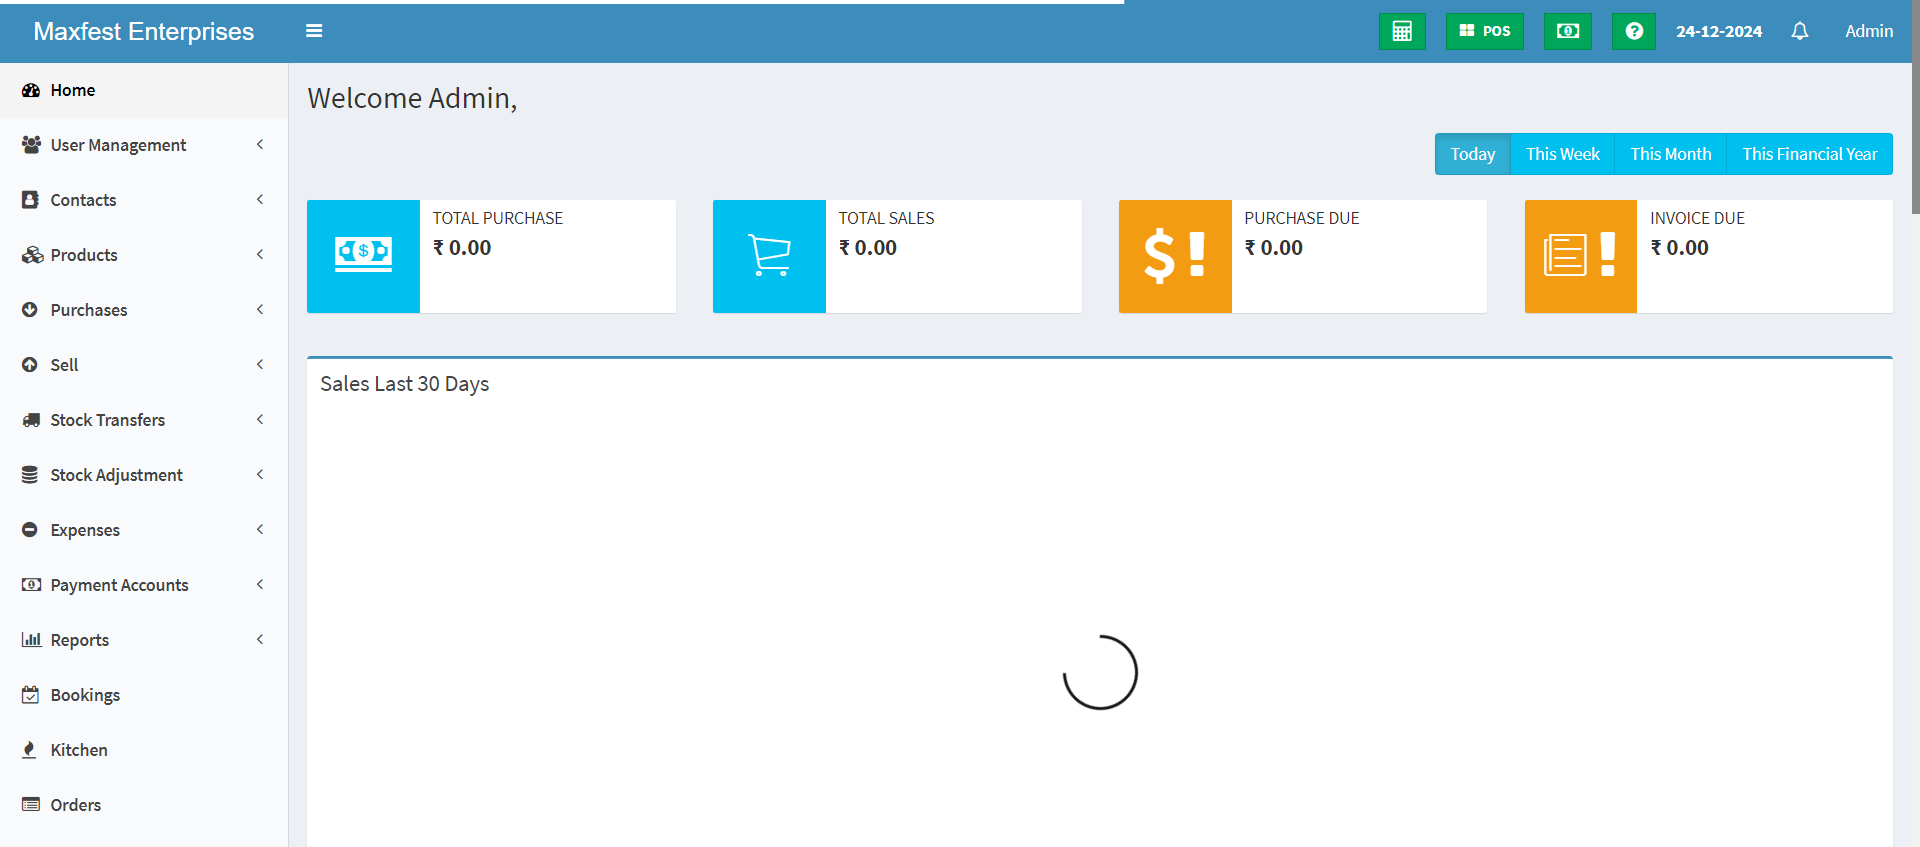 Maxfest Enterprises
POS
24-12-2024
Admin
Home
User Management
Contacts
Products
Purchases
Sell
Stock Transfers
Stock Adjustment
Expenses
Payment Accounts
Reports
Bookings
Kitchen
Orders
Welcome Admin,
Today This Week This Month This Financial Year
TOTAL PURCHASE
₹ 0.00
TOTAL SALES
₹ 0.00
PURCHASE DUE
₹ 0.00
INVOICE DUE
₹ 0.00
Sales Last 30 Days